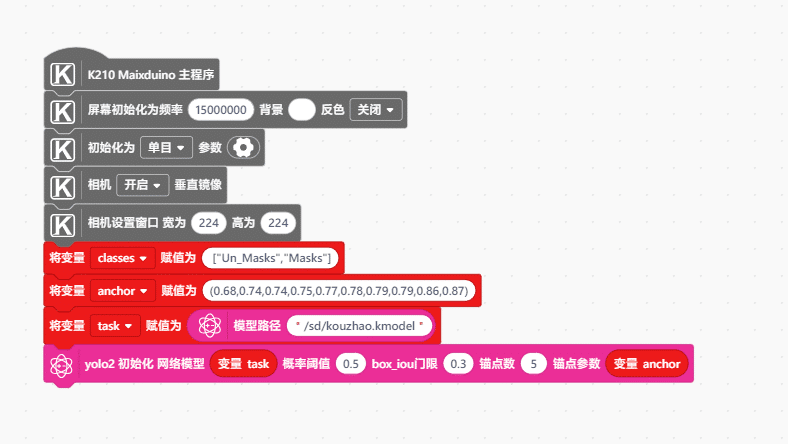 K210 Maixduino 主程序
屏幕初始化为频率 15000000 背景 反色 关闭
初始化为 单目 参数
相机 开启 垂直镜像
相机设置窗口 宽为 224 高为 224
将变量 classes 赋值为 ["Un_Masks","Masks"]
将变量 anchor 赋值为 (0.68,0.74,0.74,0.75,0.77,0.78,0.79,0.79,0.86,0.87)
将变量 task 赋值为 模型路径 " /sd/kouzhao.kmodel "
yolo2 初始化 网络模型 变量 task 概率阈值 0.5 box_iou门限 0.3 锚点数 5 锚点参数 变量 anchor